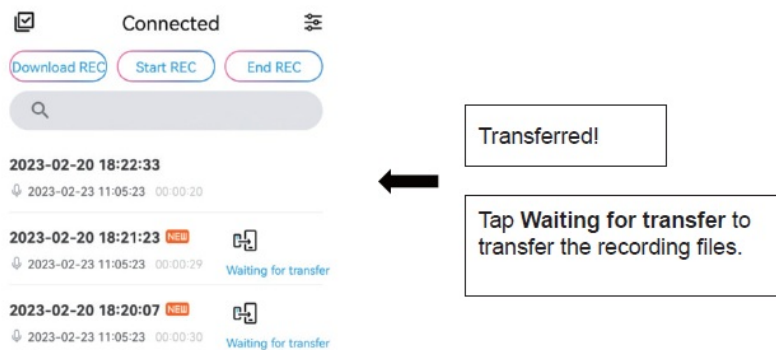 Connected
Download REC
Start REC
End REC
2023-02-20 18:22:33
2023-02-23 11:05:23 00:00:20
2023-02-20 18:21:23 NEW
2023-02-23 11:05:23 00:00:29
Waiting for transfer
2023-02-20 18:20:07 NEW
2023-02-23 11:05:23 00:00:30
Waiting for transfer
Transferred!
Tap Waiting for transfer to
transfer the recording files.